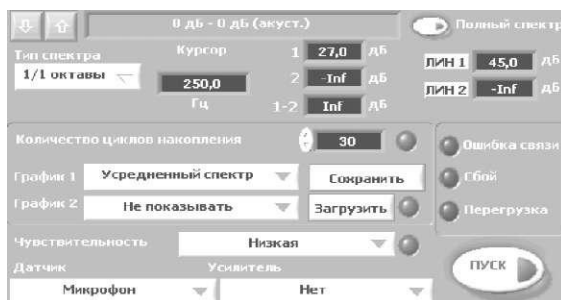 0 дБ - 0 дБ (акуст.)
Полный спектр
Тип спектра
1/1 октавы
Курсор
250,0
Гц
1 27,0 дБ
2 -Inf дБ
1-2 Inf дБ
ЛИН 1 45,0 дБ
ЛИН 2 -Inf дБ
Количество циклов накопления 30
График 1 Усредненный спектр Сохранить
График 2 Не показывать Загрузить
Ошибка связи
Сбой
Перегрузка
Чувствительность Низкая
Датчик Усилитель
Микрофон Нет
ПУСК